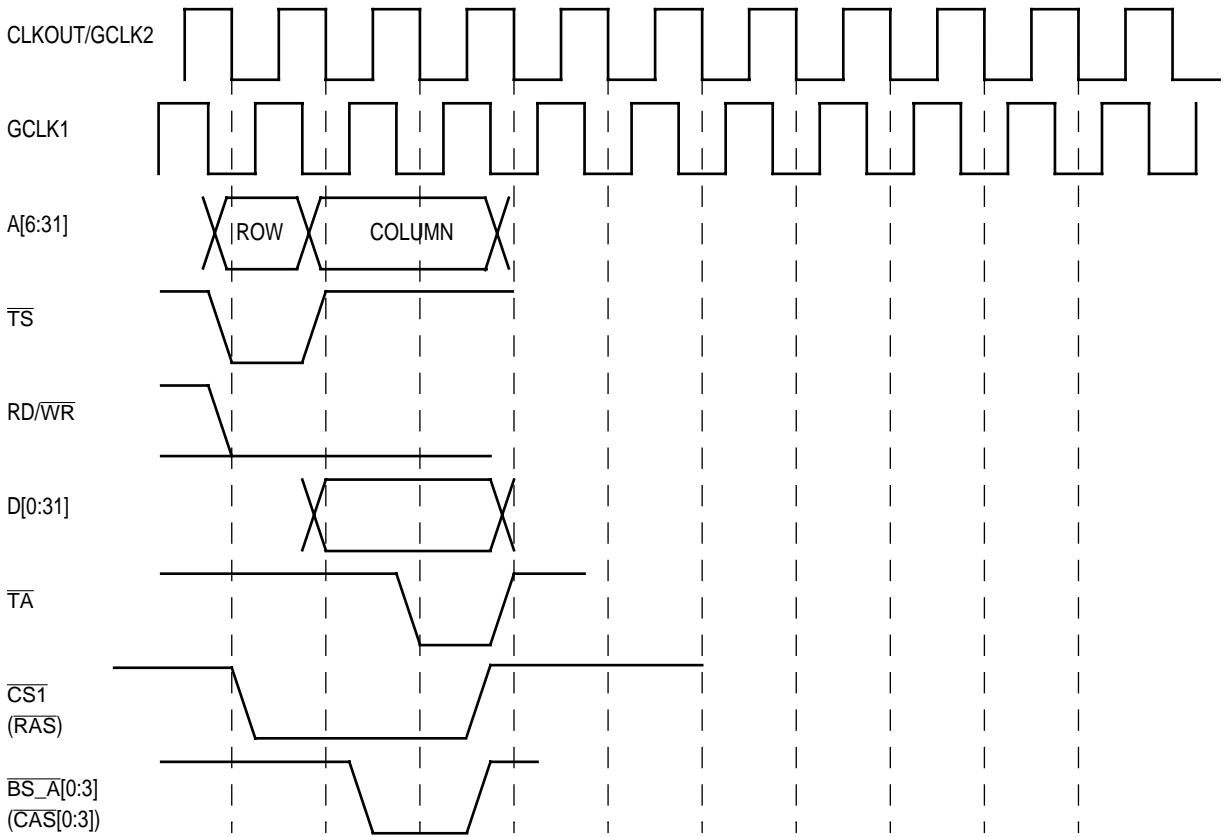 CLKOUT/GCLK2
GCLK1
A[6:31]
ROW
COLUMN
TS
RD/WR
D[0:31]
TA
CS1
(RAS)
BS_A[0:3]
(CAS[0:3])